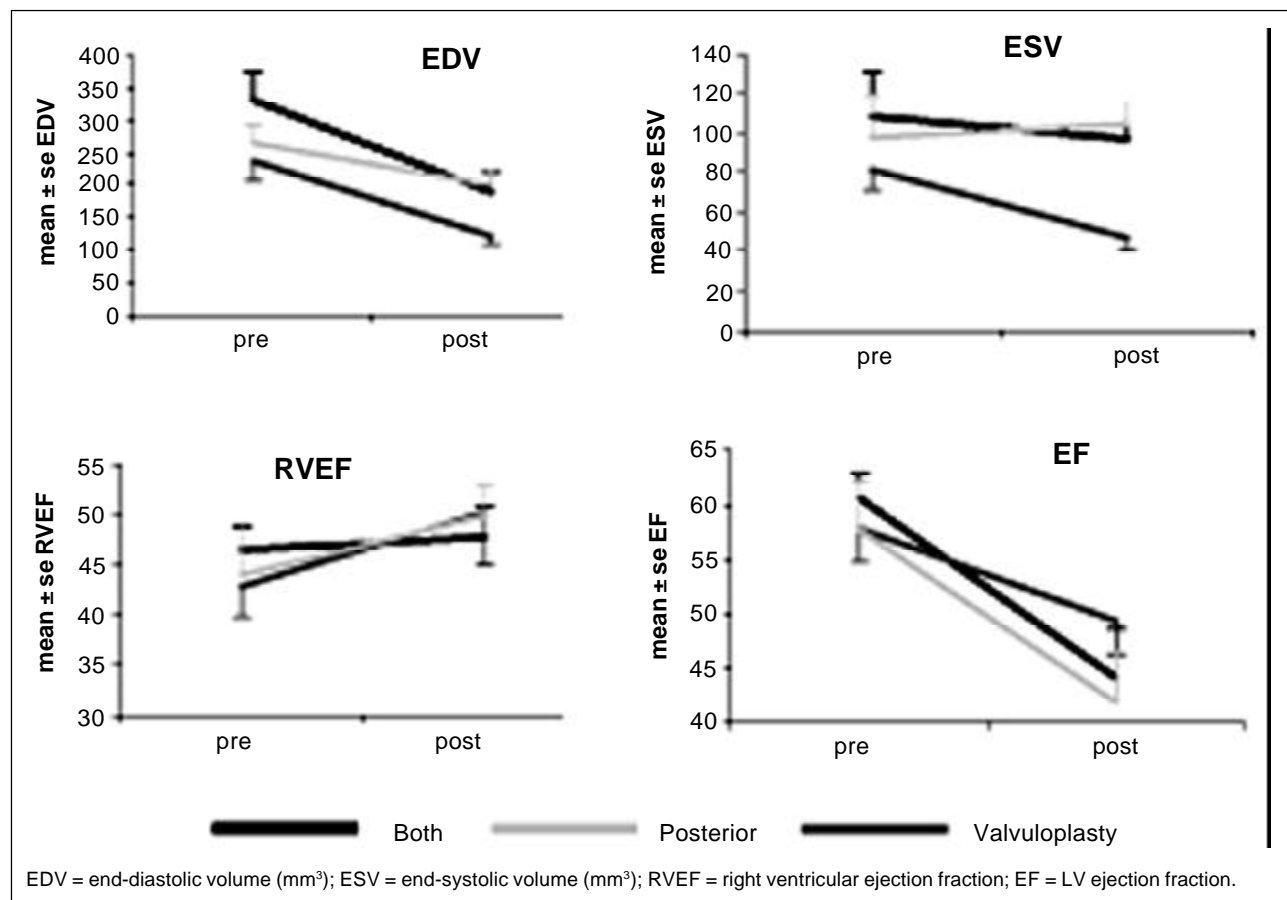 EDV
mean ± se EDV
400
350
300
250
200
150
100
50
0
pre post
ESV
mean ± se ESV
140
120
100
80
60
40
20
0
pre post
RVEF
mean ± se RVEF
55
50
45
40
35
30
pre post
EF
mean ± se EF
65
60
55
50
45
40
pre post
Both Posterior Valvuloplasty
EDV = end-diastolic volume (mm³); ESV = end-systolic volume (mm³); RVEF = right ventricular ejection fraction; EF = LV ejection fraction.